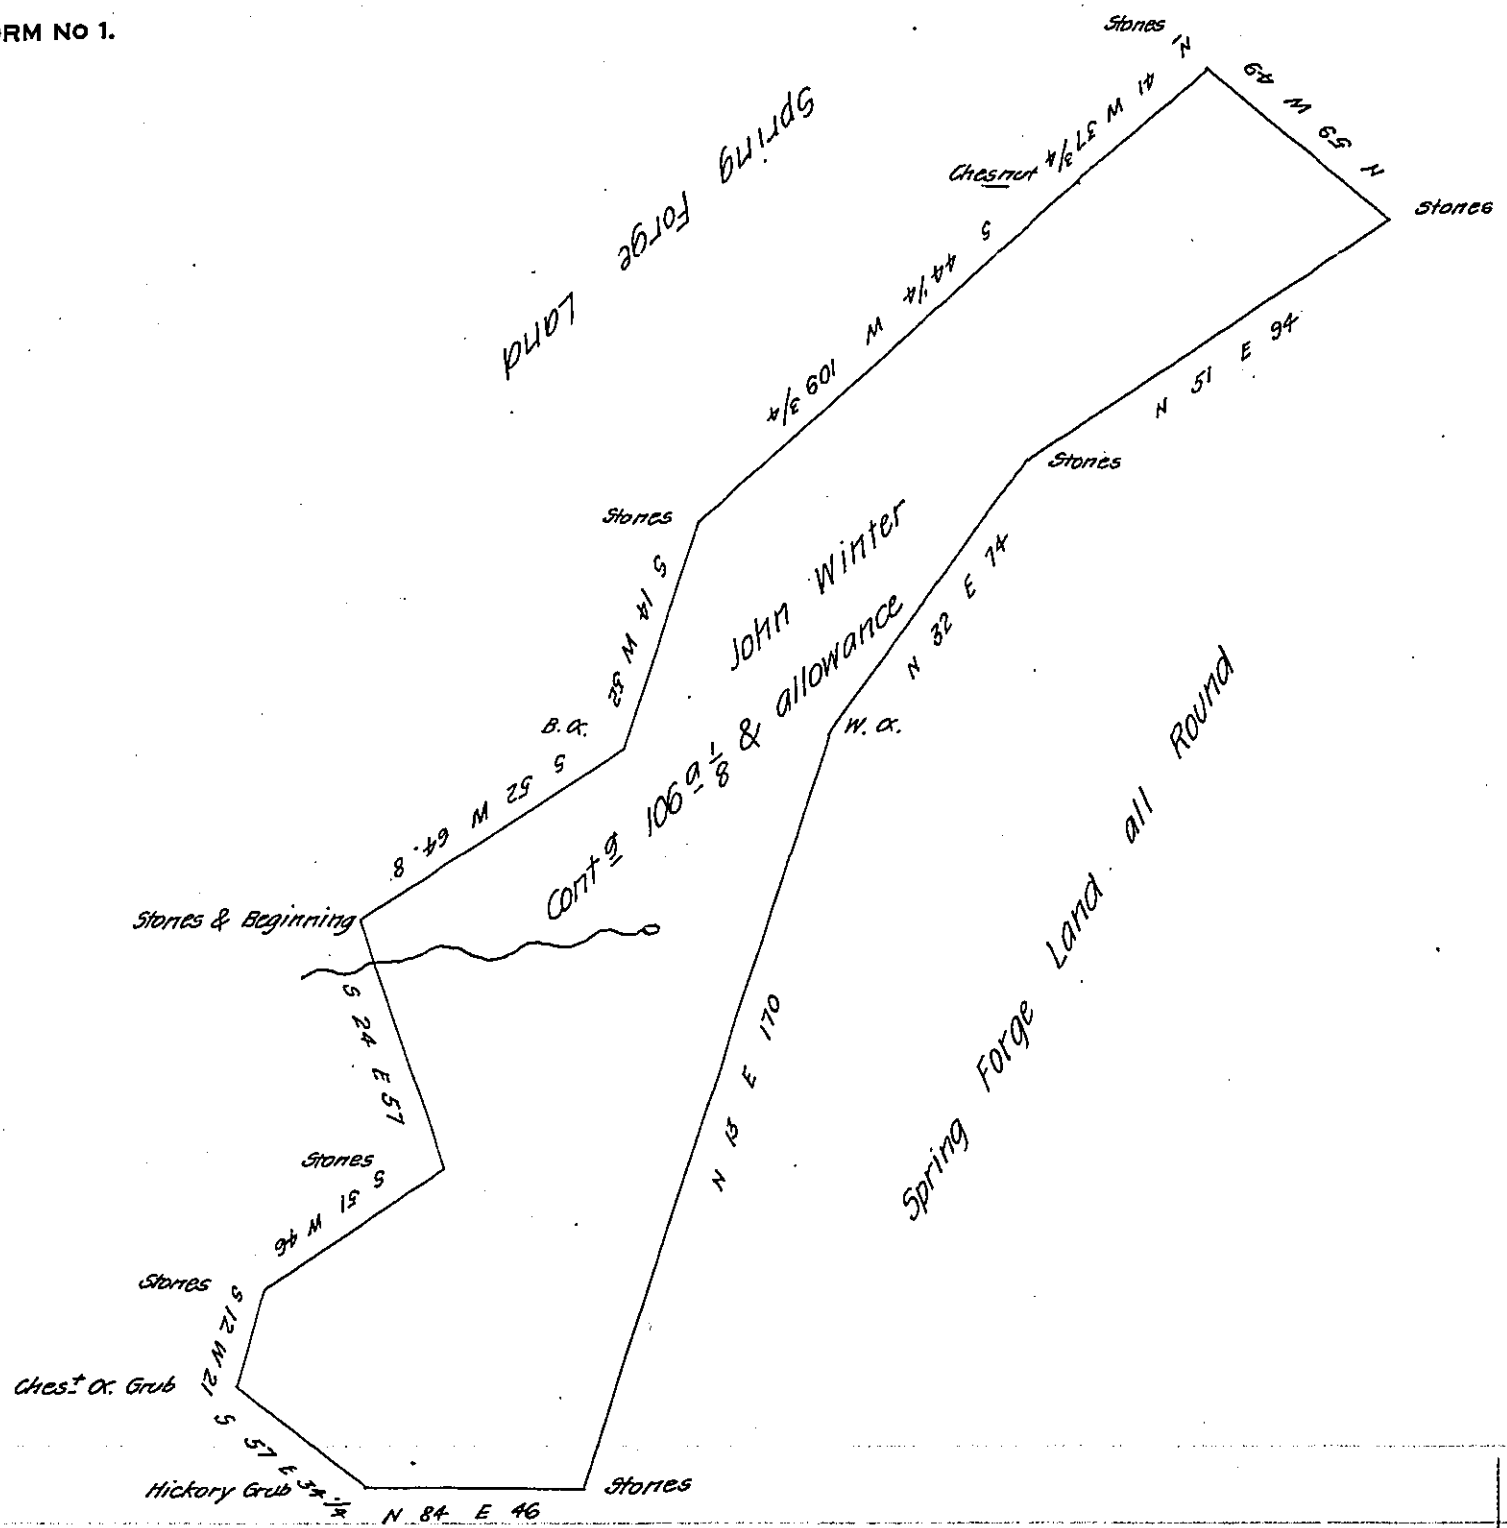 RM NO 1.
Stones
N 41 W 37 3/4
N 59 W 49
Chesnut
Stones
Spring Forge Land
S 44 1/4 W 109 3/4
N 51 E 94
Stones
Stones
S 14 W 52
John Winter
Cont.g 106 a 1/8 & allowance
N 32 E 74
B. O.
W. O.
S 52 W 64.8
Spring Forge Land all Round
Stones & Beginning
S 24 E 57
N E 170
Stones
S 51 W 46
Stones
S 12 W 21
Ches.t O. Grub
S 57 E 34 1/4
Hickory Grub
Stones
N 84 E 46